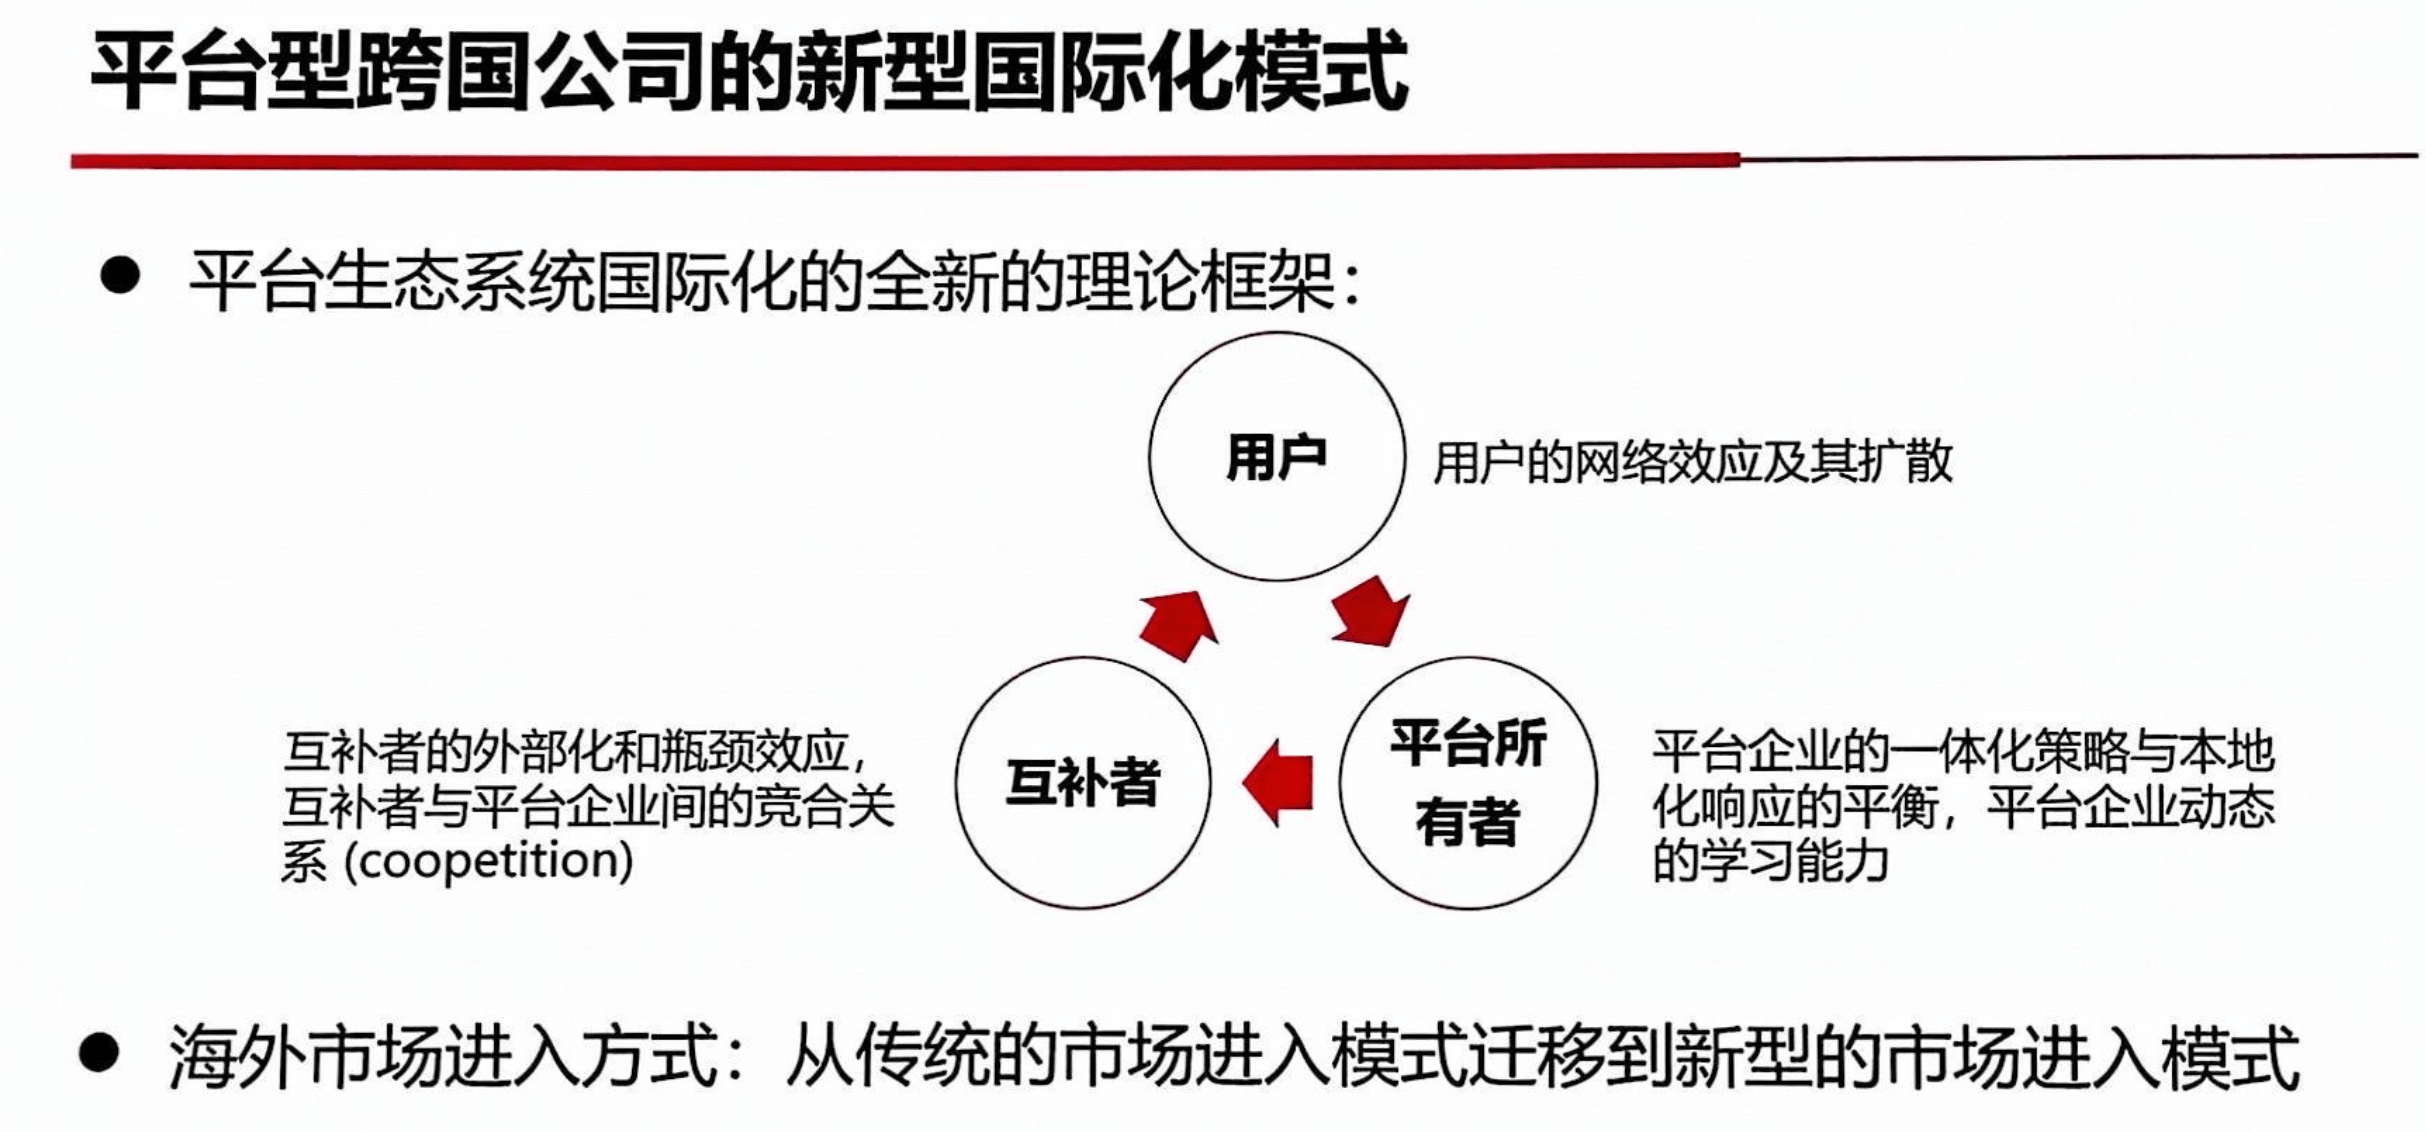 平台型跨国公司的新型国际化模式
平台生态系统国际化的全新的理论框架：
用户
用户的网络效应及其扩散
互补者的外部化和瓶颈效应，
互补者与平台企业间的竞合关
系 (coopetition)
互补者
平台所
有者
平台企业的一体化策略与本地
化响应的平衡，平台企业动态
的学习能力
海外市场进入方式：从传统的市场进入模式迁移到新型的市场进入模式